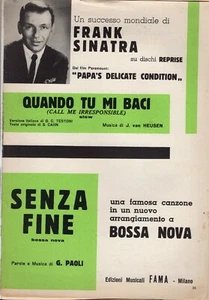 Un successo mondiale di
FRANK
SINATRA
su dischi REPRISE
Dal film Paramount:
"PAPA'S DELICATE CONDITION„
QUANDO TU MI BACI
(CALL ME IRRESPONSIBLE)
slow
Versione italiana di G. C. TESTONI
Testo originale di S. CAHN
Musica di J. van HEUSEN
SENZA
FINE
bossa nova
Parole e Musica di G. PAOLI
una famosa canzone
in un nuovo
arrangiamento a
BOSSA NOVA
Edizioni Musicali FAMA - Milano